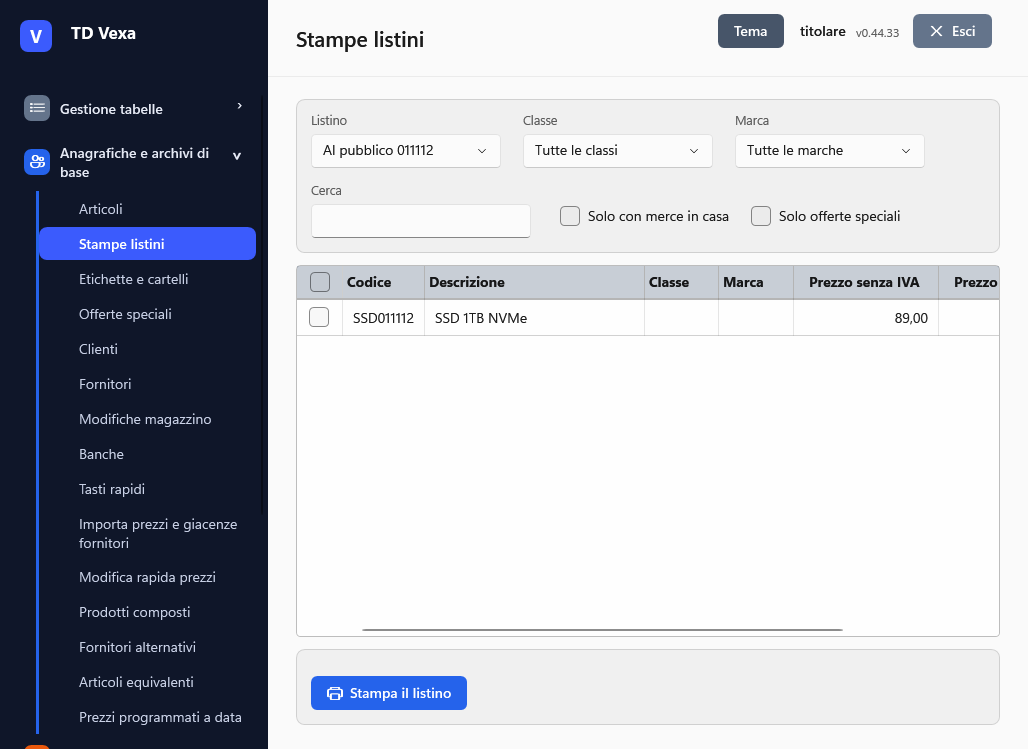 V
TD Vexa
Gestione tabelle
Anagrafiche e archivi di
base
Articoli
Stampe listini
Etichette e cartelli
Offerte speciali
Clienti
Fornitori
Modifiche magazzino
Banche
Tasti rapidi
Importa prezzi e giacenze
fornitori
Modifica rapida prezzi
Prodotti composti
Fornitori alternativi
Articoli equivalenti
Prezzi programmati a data
Stampe listini
Tema titolare v0.44.33 Esci
Listino Classe Marca
Al pubblico 011112 Tutte le classi Tutte le marche
Cerca
Solo con merce in casa Solo offerte speciali
Codice Descrizione Classe Marca Prezzo senza IVA Prezzo
SSD011112 SSD 1TB NVMe 89,00
Stampa il listino